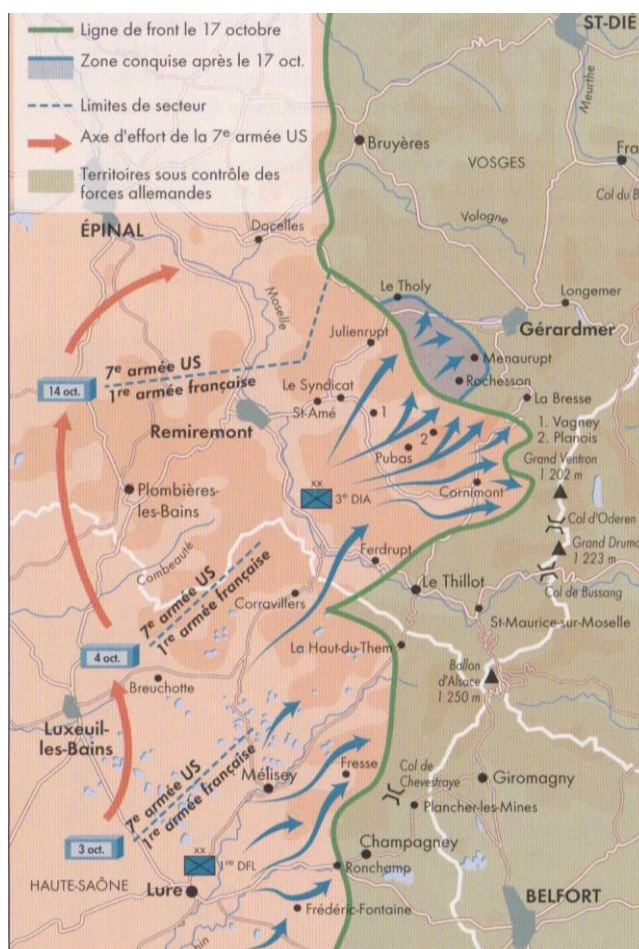 Ligne de front le 17 octobre
Zone conquise après le 17 oct.
Limites de secteur
Axe d'effort de la 7e armée US
Territoires sous contrôle des
forces allemandes
ST-DIÉ
Meurthe
Bruyères
VOSGES
Vologne
ÉPINAL
Docelles
Moselle
Le Tholy
Longemer
Gérardmer
Julienrupt
Menaurupt
Rochesson
7e armée US
1re armée française
14 oct.
Le Syndicat
St-Amé
1
La Bresse
1. Vagney
2. Planois
2
Pubas
Remiremont
Grand Ventron
1 202 m
Plombières-
les-Bains
xx
3e DIA
Cornimont
Col d'Oderen
Grand Drumo
1 223 m
Combeauté
Ferdrupt
Col de Bussang
7e armée US
1re armée française
Corravillers
Le Thillot
St-Maurice-sur-Moselle
4 oct.
La Haut-du-Them
Breuchotte
Ballon
d'Alsace
1 250 m
Luxeuil-
les-Bains
7e armée US
1re armée française
Mélisey
Fresse
Col de
Chevestraye
Giromagny
Plancher-les-Mines
3 oct.
xx
1re DFL
Champagney
Ronchamp
HAUTE-SAÔNE
Lure
Frédéric-Fontaine
BELFORT